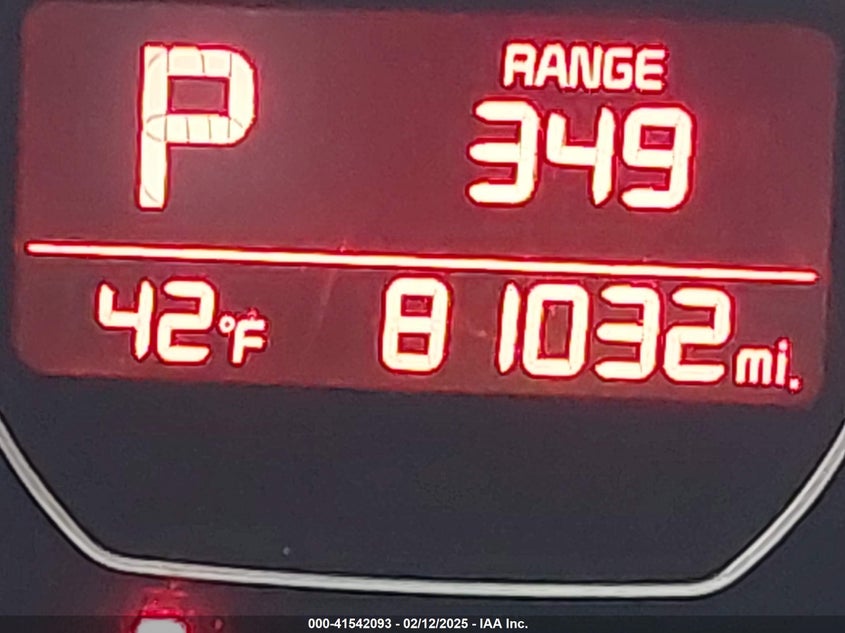 P RANGE
349
42°F 81032 mi.
000-41542093 - 02/12/2025 - IAA Inc.